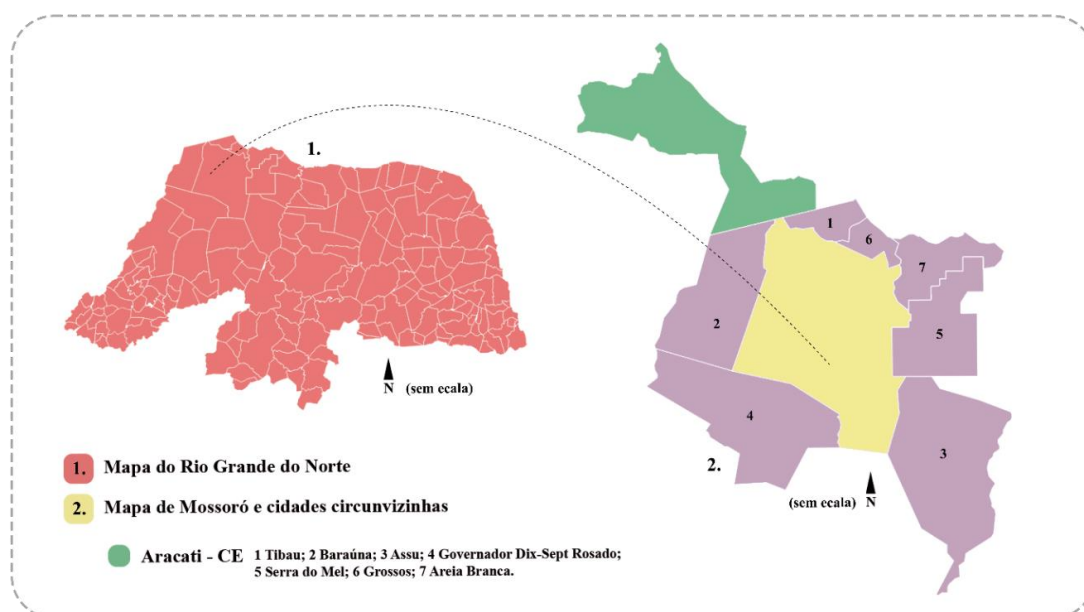 1.
N (sem ecala)
1
6
7
2
5
4
3
2.
(sem ecala) N
1. Mapa do Rio Grande do Norte
2. Mapa de Mossoró e cidades circunvizinhas
Aracati - CE 1 Tibau; 2 Baraúna; 3 Assu; 4 Governador Dix-Sept Rosado;
5 Serra do Mel; 6 Grossos; 7 Areia Branca.